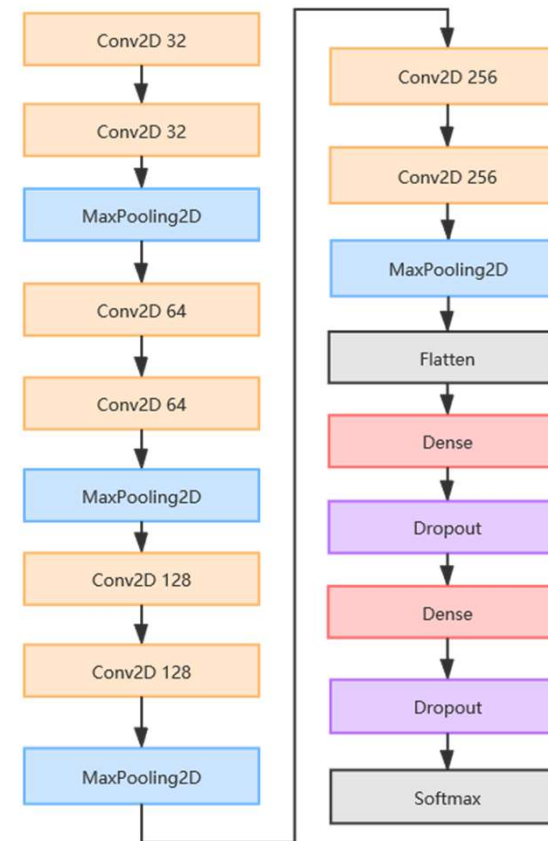 Conv2D 32
Conv2D 32
MaxPooling2D
Conv2D 64
Conv2D 64
MaxPooling2D
Conv2D 128
Conv2D 128
MaxPooling2D
Conv2D 256
Conv2D 256
MaxPooling2D
Flatten
Dense
Dropout
Dense
Dropout
Softmax